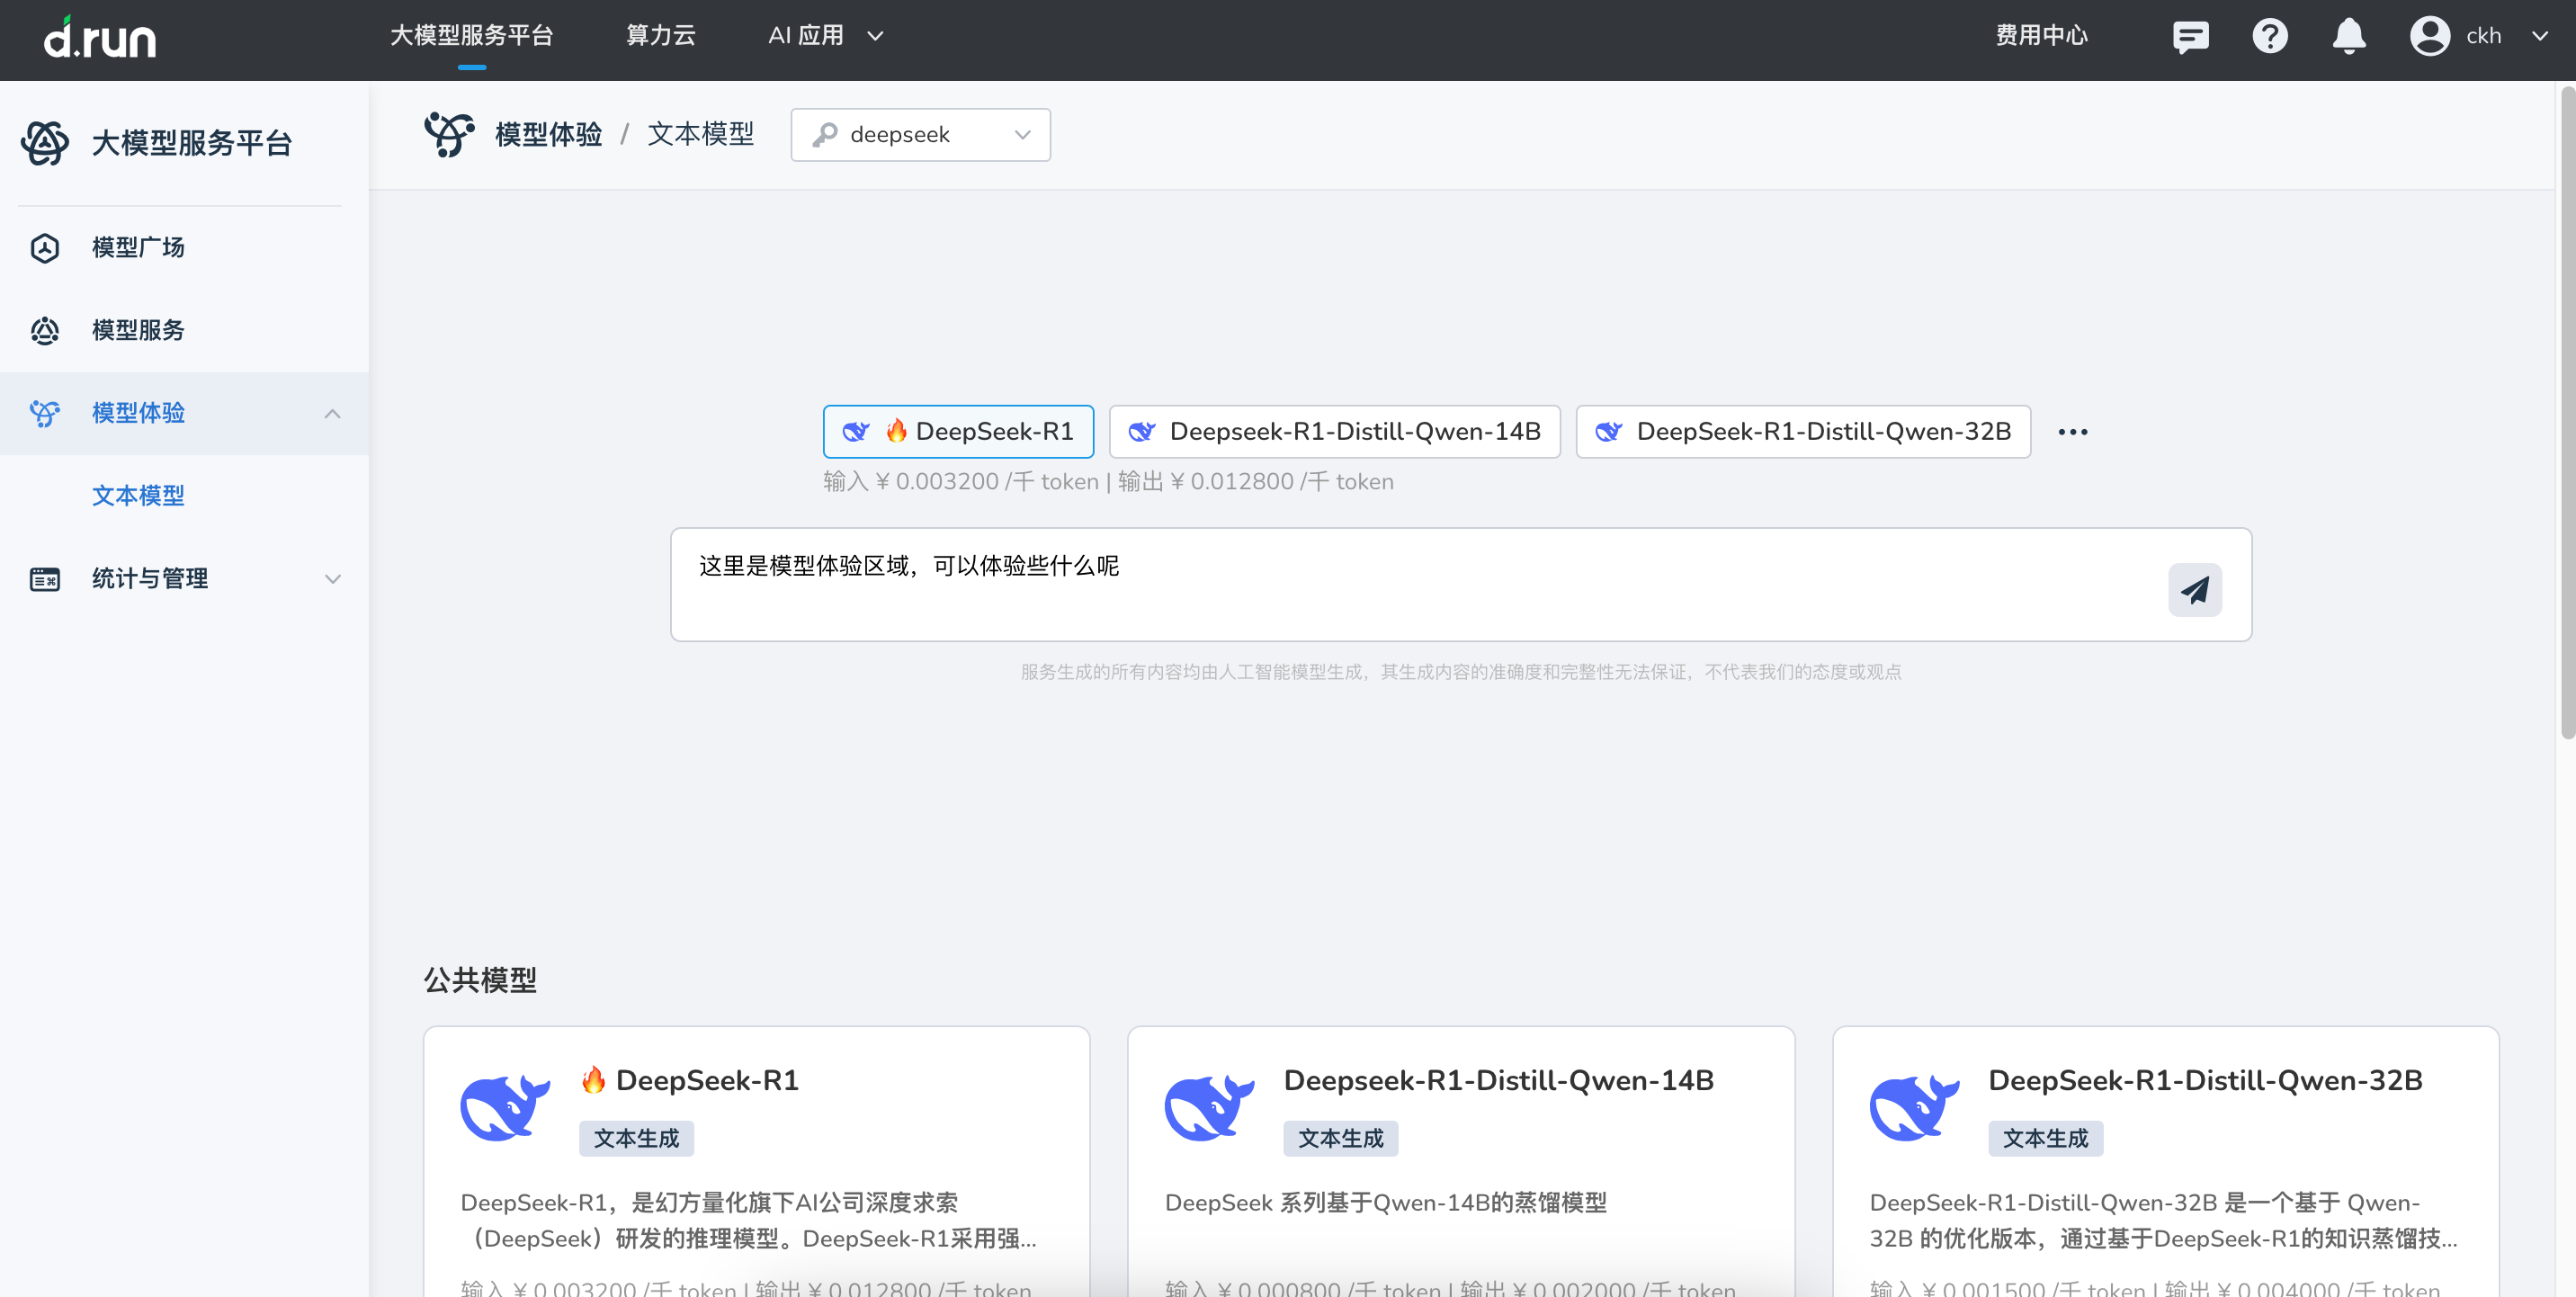 d.run
大模型服务平台
算力云
AI 应用
费用中心
ckh
大模型服务平台
模型广场
模型服务
模型体验
文本模型
统计与管理
模型体验 / 文本模型
deepseek
DeepSeek-R1
Deepseek-R1-Distill-Qwen-14B
DeepSeek-R1-Distill-Qwen-32B
输入 ¥ 0.003200 /千 token | 输出 ¥ 0.012800 /千 token
这里是模型体验区域，可以体验些什么呢
服务生成的所有内容均由人工智能模型生成，其生成内容的准确度和完整性无法保证，不代表我们的态度或观点
公共模型
DeepSeek-R1
文本生成
DeepSeek-R1，是幻方量化旗下AI公司深度求索
（DeepSeek）研发的推理模型。DeepSeek-R1采用强...
输入 ¥ 0.003200 /千 token | 输出 ¥ 0.012800 /千 token
Deepseek-R1-Distill-Qwen-14B
文本生成
DeepSeek 系列基于Qwen-14B的蒸馏模型
输入 ¥ 0.000800 /千 token | 输出 ¥ 0.002000 /千 token
DeepSeek-R1-Distill-Qwen-32B
文本生成
DeepSeek-R1-Distill-Qwen-32B 是一个基于 Qwen-
32B 的优化版本，通过基于DeepSeek-R1的知识蒸馏技...
输入 ¥ 0.001500 /千 token | 输出 ¥ 0.004000 /千 token